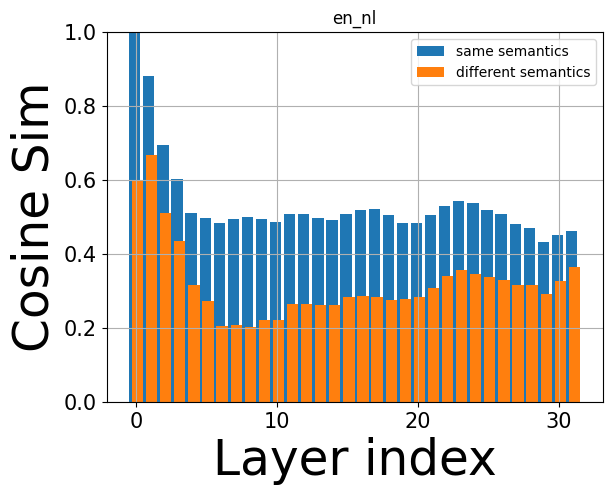 en_nl
same semantics
different semantics
Cosine Sim
1.0
0.8
0.6
0.4
0.2
0.0
0 10 20 30
Layer index